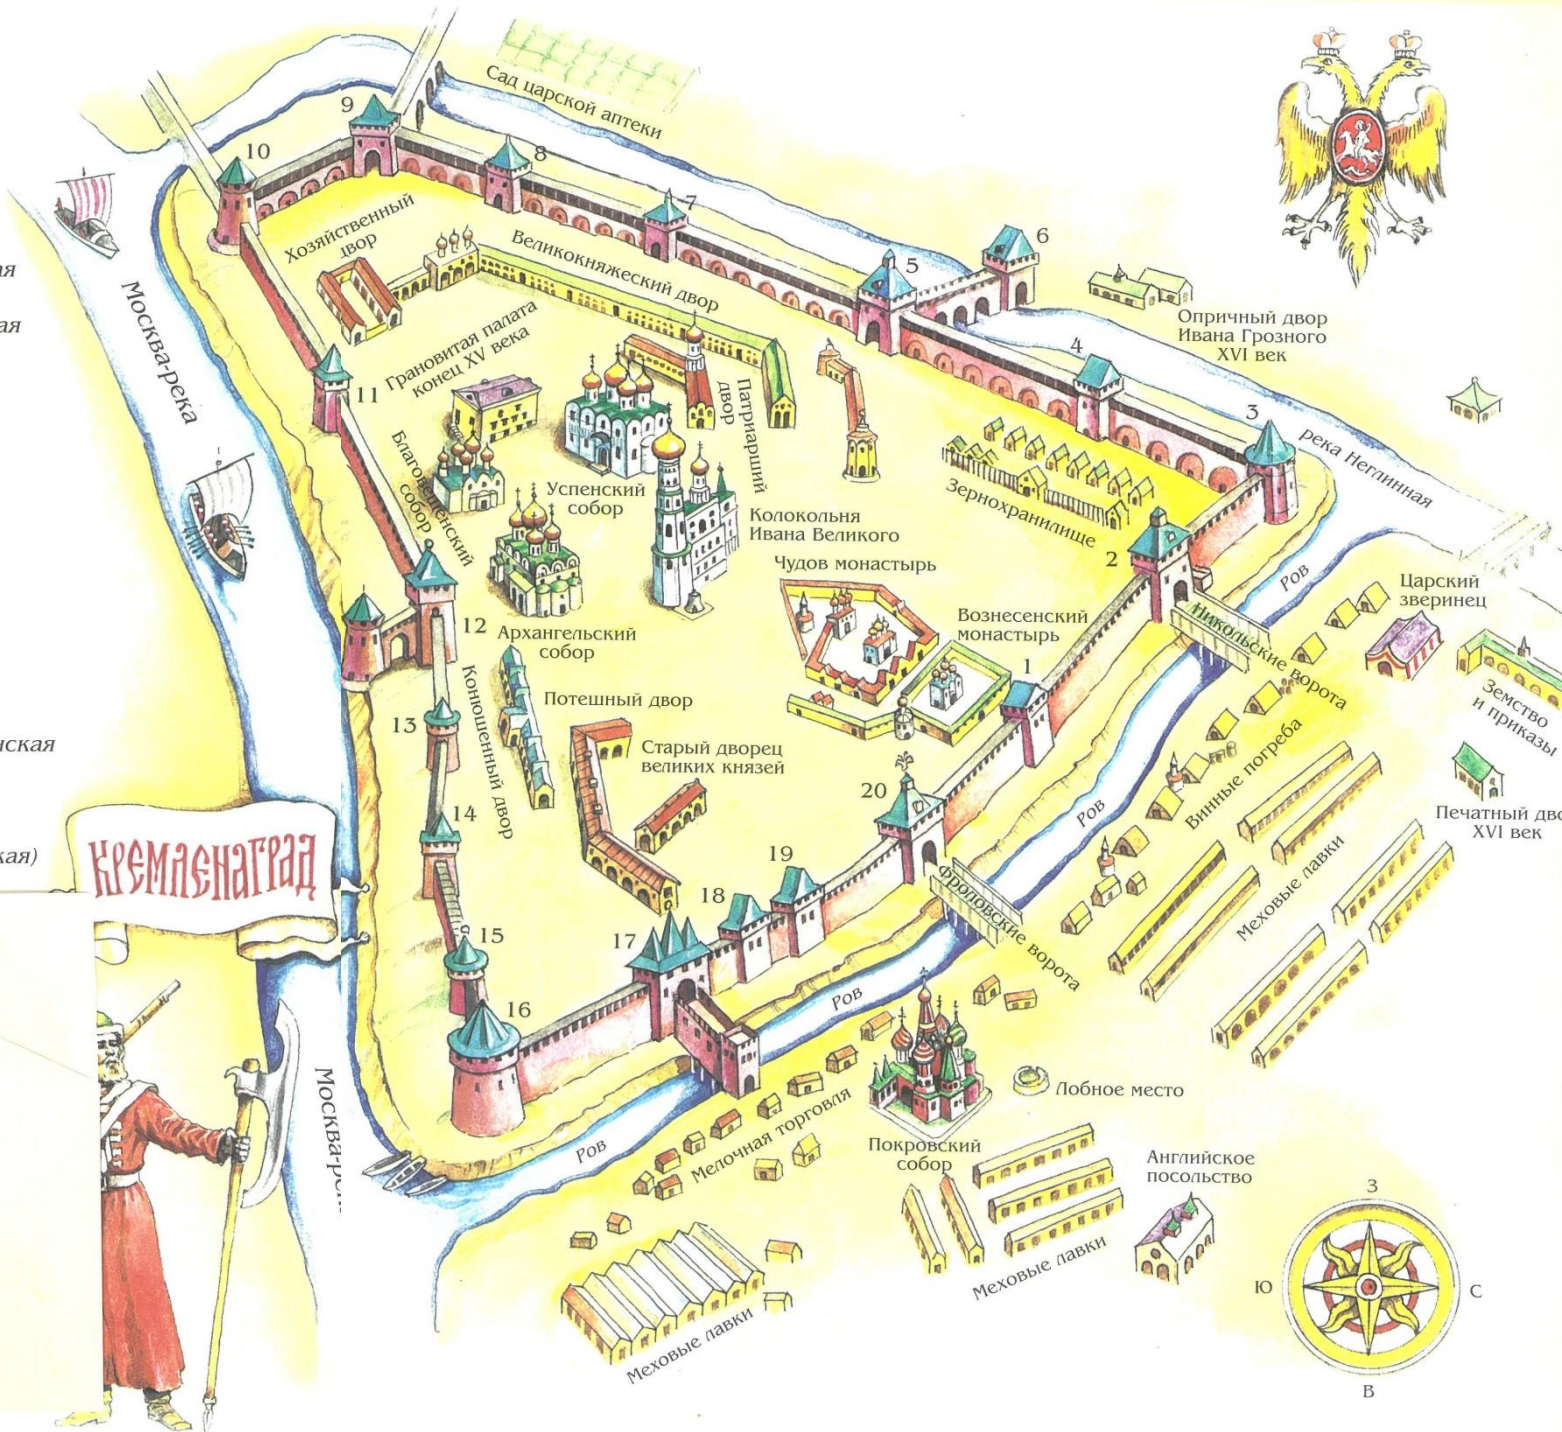 Сад царской аптеки
9
10
8
7
6
5
4
3
Хозяйственный
двор
Великокняжеский двор
Опричный двор
Ивана Грозного
XVI век
Москва-река
Грановитая палата
конец XV века
11
Патриарший
двор
река Неглинная
Благовещенский
собор
Успенский
собор
Колокольня
Ивана Великого
Зернохранилище
2
Ров
Чудов монастырь
Царский
зверинец
Вознесенский
монастырь
12
Архангельский
собор
1
Никольские ворота
Земство
и приказы
Конюшенный двор
Потешный двор
13
Старый дворец
великих князей
нская
20
Ров
Винные погреба
Печатный дво
XVI век
14
кая)
КРЕМЛЕНАГРАД
19
18
Фроловские ворота
Меховые лавки
15
17
16
Ров
Москва-р
Лобное место
Мелочная торговля
Покровский
собор
Ров
Английское
посольство
Меховые лавки
Меховые лавки
З
Ю
С
В
ая
ая